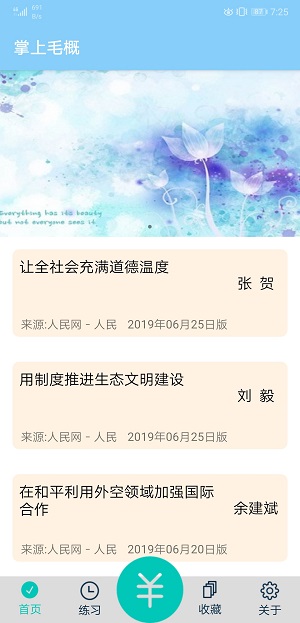 7:25
掌上毛概
Everything has its beauty
but not everyone sees it
让全社会充满道德温度
张 贺
来源:人民网 - 人民 2019年06月25日版
用制度推进生态文明建设
刘 毅
来源:人民网 - 人民 2019年06月25日版
在和平利用外空领域加强国际
合作
余建斌
来源:人民网 - 人民 2019年06月20日版
首页 练习 ¥ 收藏 关于